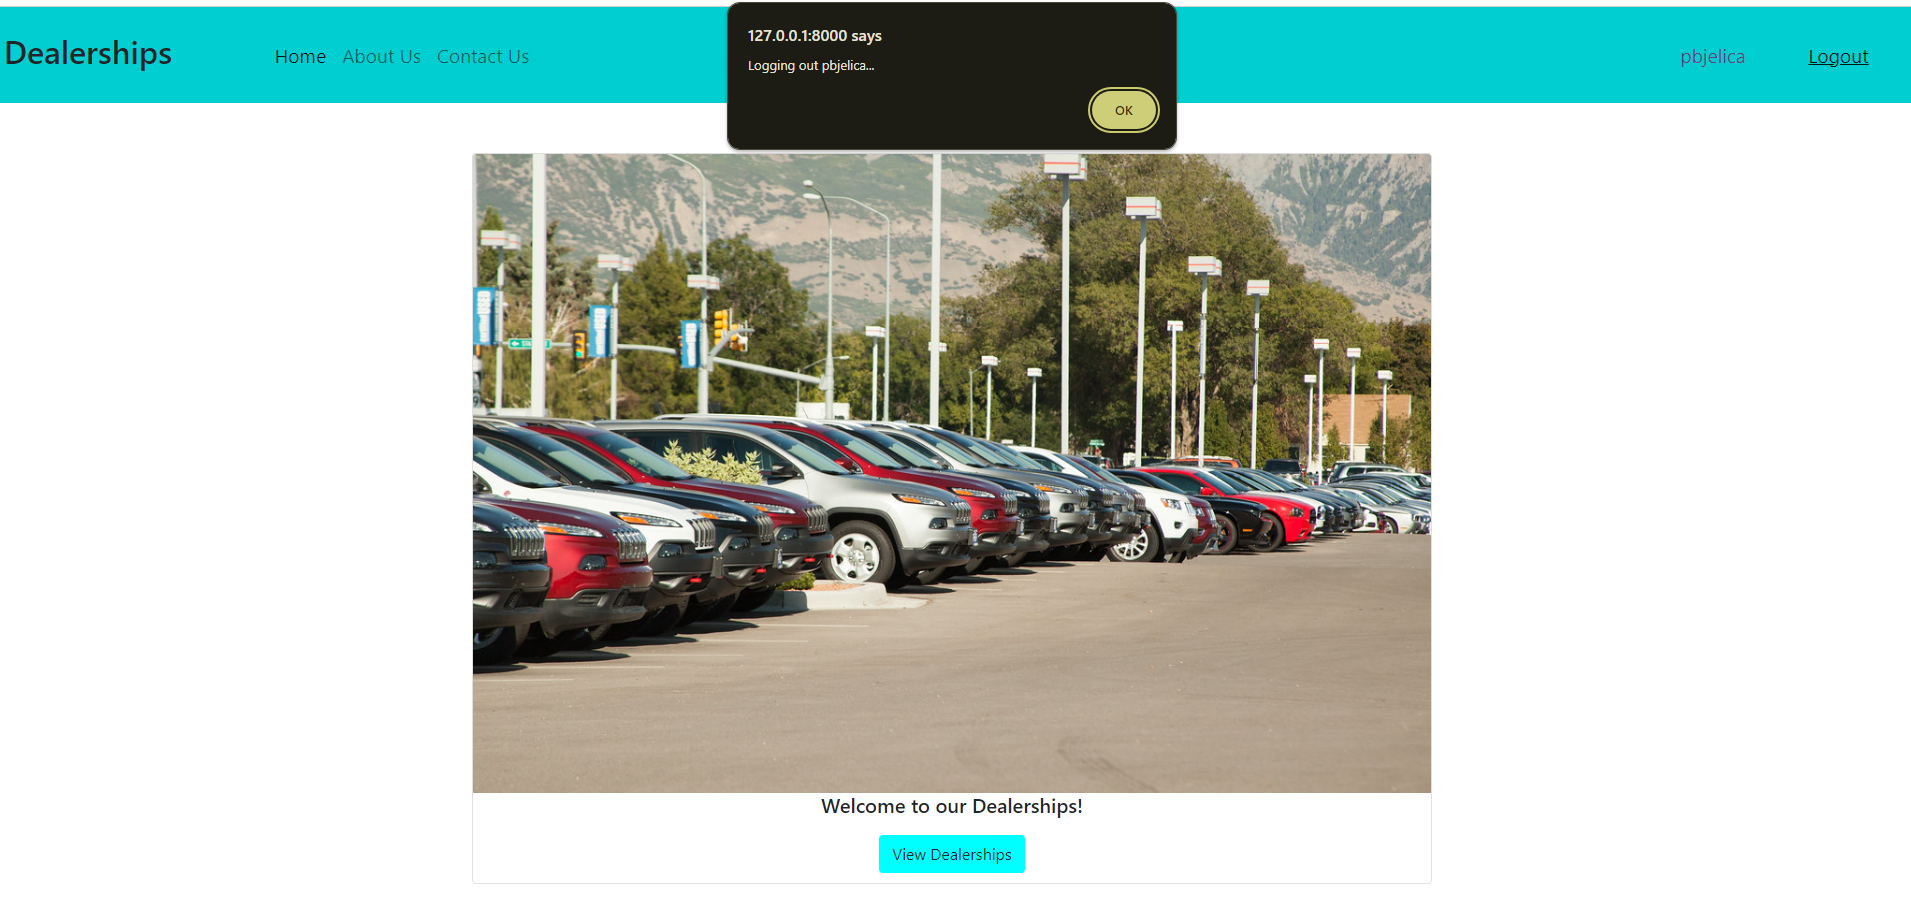 127.0.0.1:8000 says
Logging out pbjelica...
OK
Dealerships
Home About Us Contact Us
pbjelica Logout
Welcome to our Dealerships!
View Dealerships